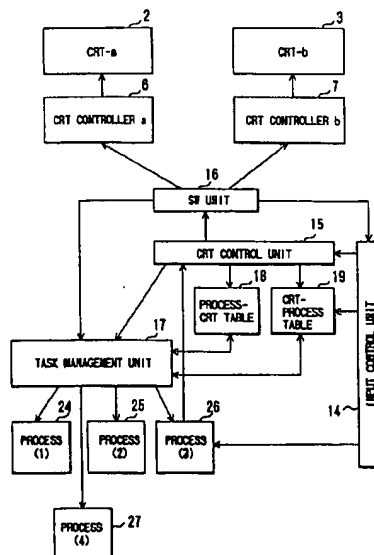 2
3
CRT-a
CRT-b
6
7
CRT CONTROLLER a
CRT CONTROLLER b
16
SW UNIT
15
CRT CONTROL UNIT
18
19
PROCESS-
CRT TABLE
CRT-
PROCESS
TABLE
17
TASK MANAGEMENT UNIT
INPUT CONTROL UNIT
14
24
25
26
PROCESS
(1)
PROCESS
(2)
PROCESS
(3)
PROCESS
(4)
27